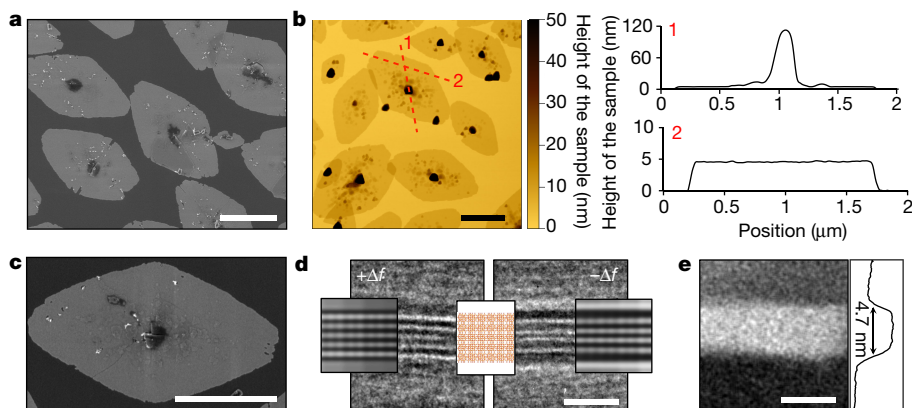 a
b
1
2
50
40
30
20
10
0
Height of the sample (nm)
Height of the sample (nm)
1
120
60
0
0 0.5 1 1.5 2
2
10
5
0
0 0.5 1 1.5 2
Position (μm)
c
d
+Δf
−Δf
e
4.7 nm